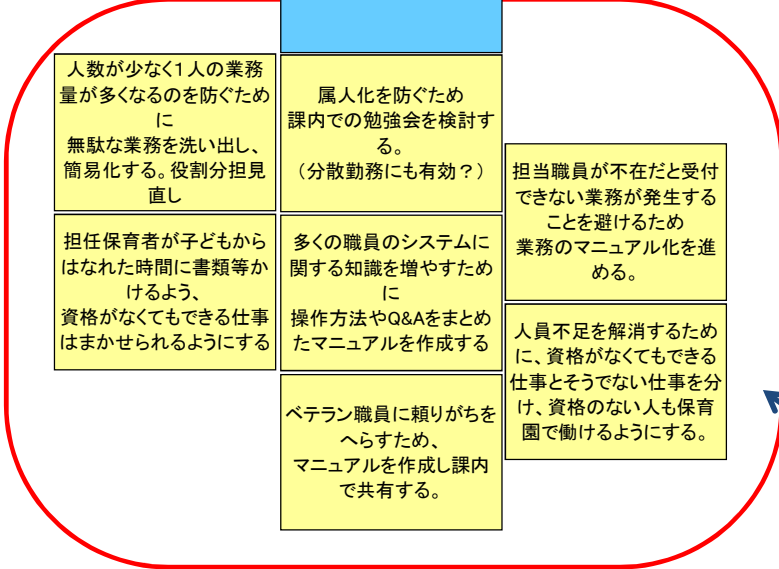 人数が少なく1人の業務
量が多くなるのを防ぐため
に
無駄な業務を洗い出し、
簡易化する。役割分担見
直し
担任保育者が子どもから
はなれた時間に書類等か
けるよう、
資格がなくてもできる仕事
はまかせられるようにする
属人化を防ぐため
課内での勉強会を検討す
る。
（分散勤務にも有効？）
多くの職員のシステムに
関する知識を増やすため
に
操作方法やQ&Aをまとめ
たマニュアルを作成する
ベテラン職員に頼りがちを
へらすため、
マニュアルを作成し課内
で共有する。
担当職員が不在だと受付
できない業務が発生する
ことを避けるため
業務のマニュアル化を進
める。
人員不足を解消するため
に、資格がなくてもできる
仕事とそうでない仕事を分
け、資格のない人も保育
園で働けるようにする。